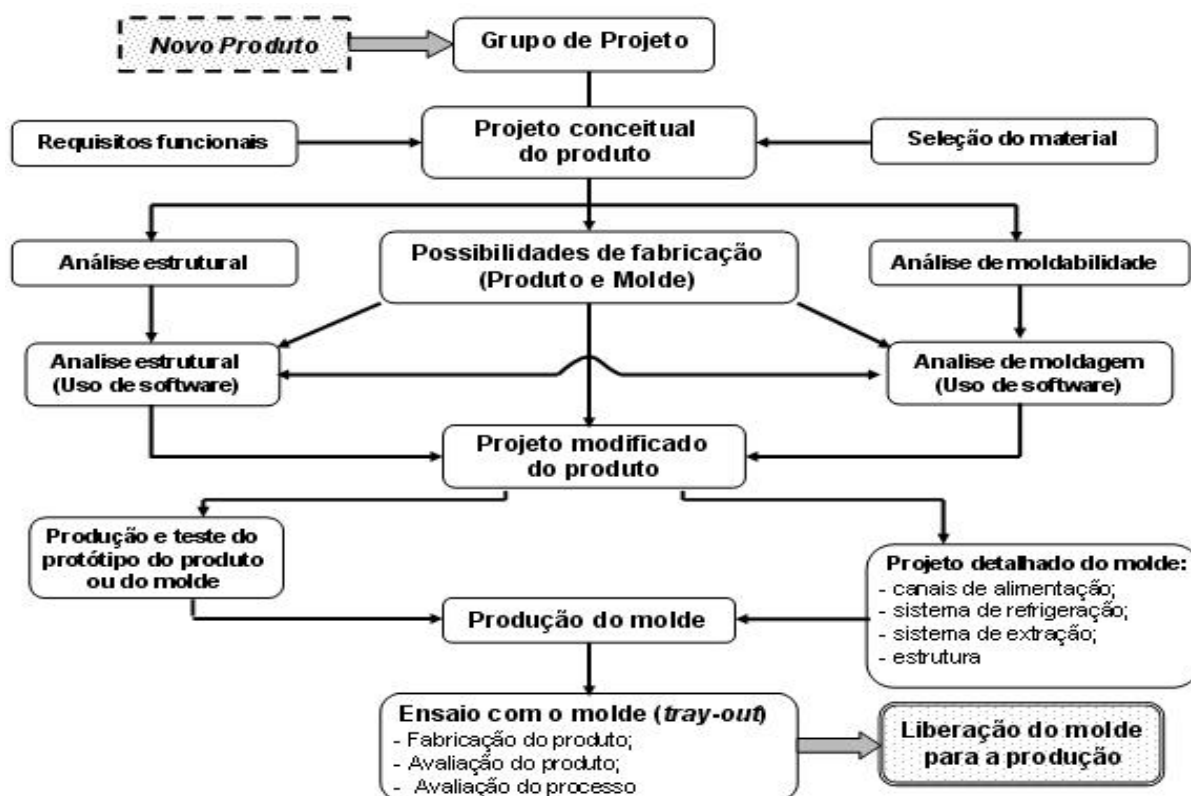 Novo Produto
Grupo de Projeto
Requisitos funcionais
Projeto conceitual
do produto
Seleção do material
Análise estrutural
Possibilidades de fabricação
(Produto e Molde)
Análise de moldabilidade
Analise estrutural
(Uso de software)
Analise de moldagem
(Uso de software)
Projeto modificado
do produto
Produção e teste do
protótipo do produto
ou do molde
Projeto detalhado do molde:
- canais de alimentação;
- sistema de refrigeração;
- sistema de extração;
- estrutura
Produção do molde
Ensaio com o molde (tray-out)
- Fabricação do produto;
- Avaliação do produto;
- Avaliação do processo
Liberação do molde
para a produção